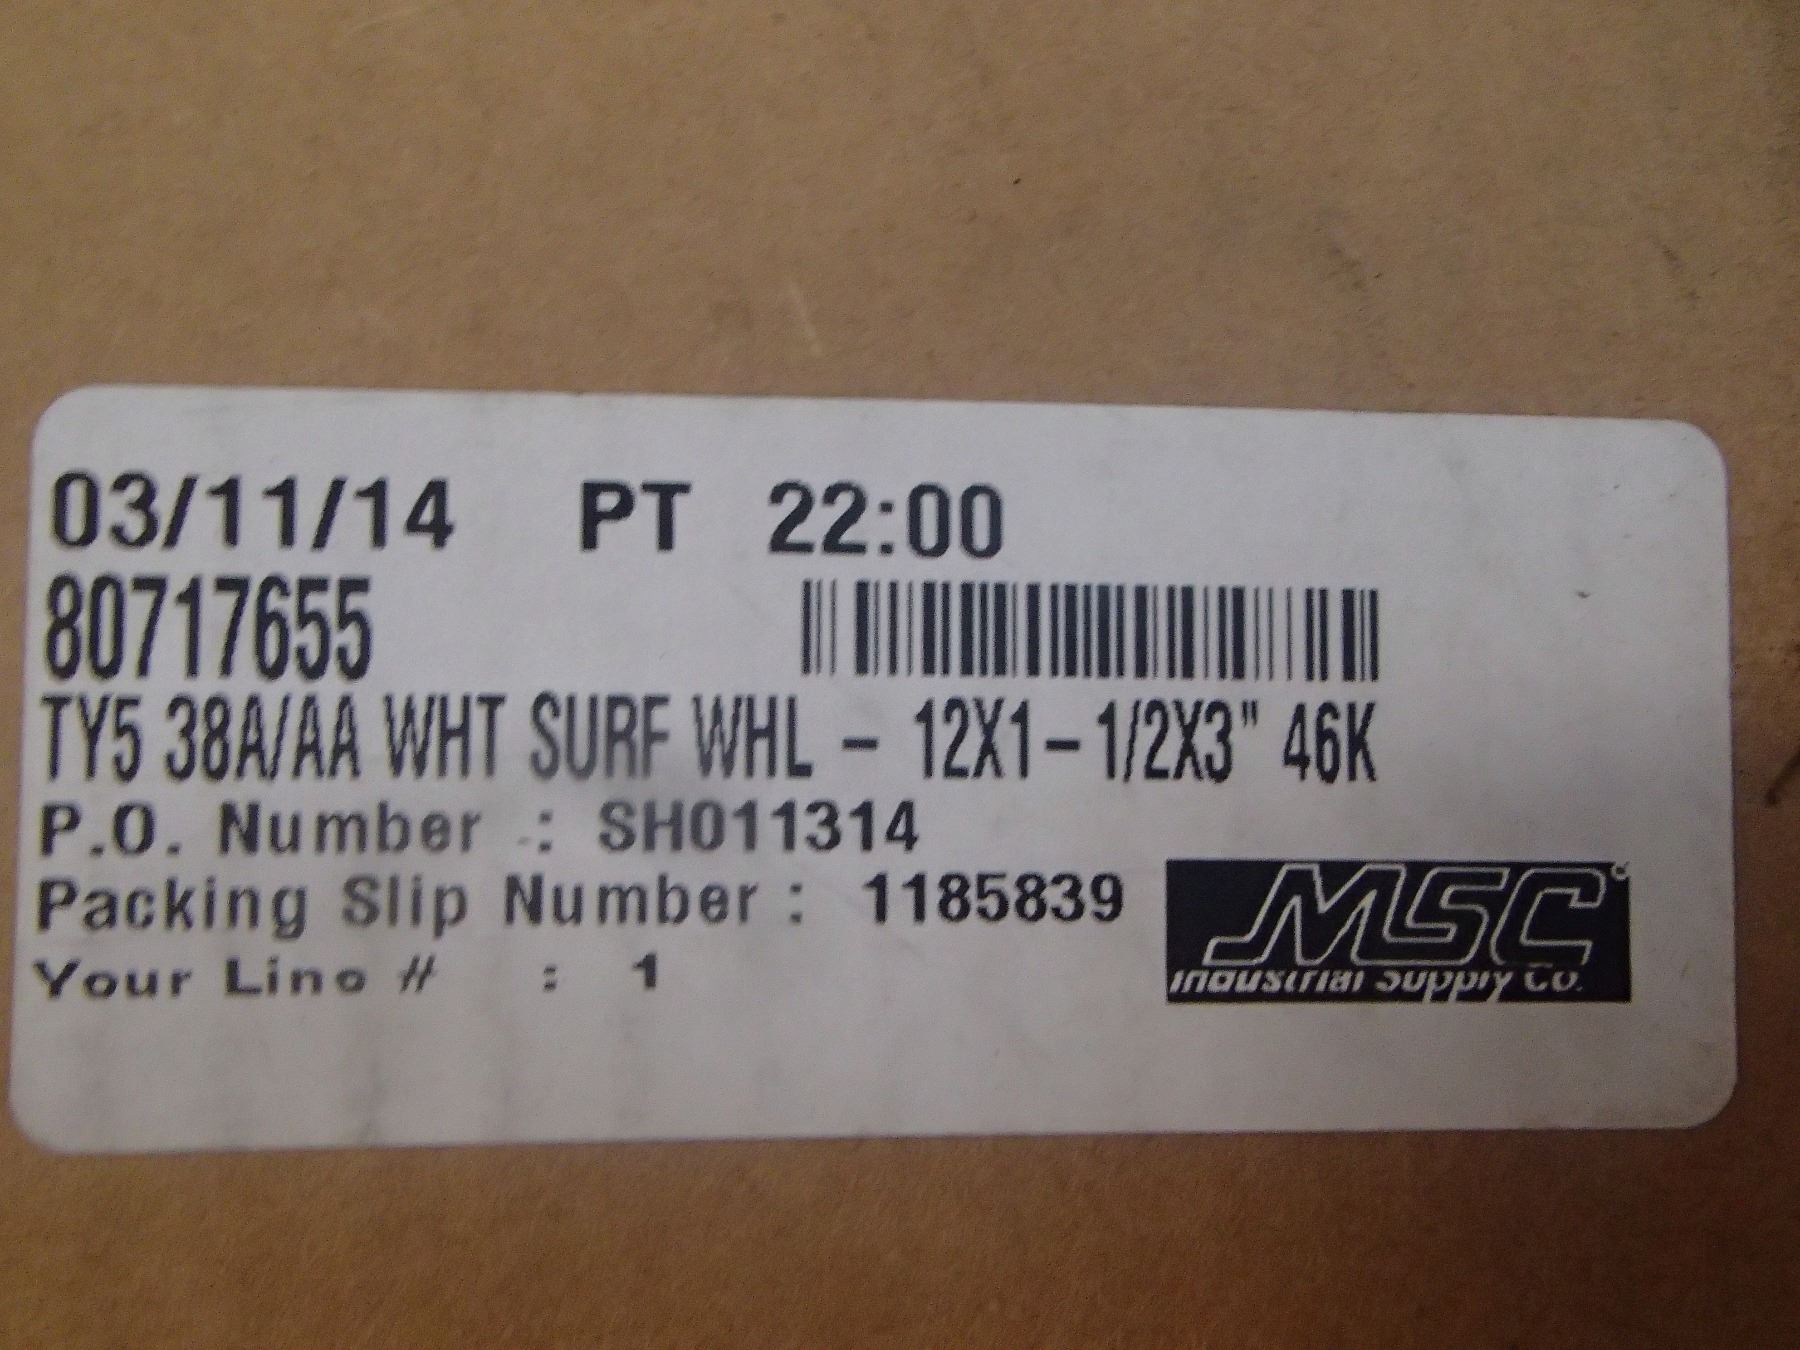 03/11/14 PT 22:00
80717655
TY5 38A/AA WHT SURF WHL - 12X1-1/2X3" 46K
P.O. Number : SH011314
Packing Slip Number : 1185839
Your Line # : 1
MSC
Industrial Supply Co.